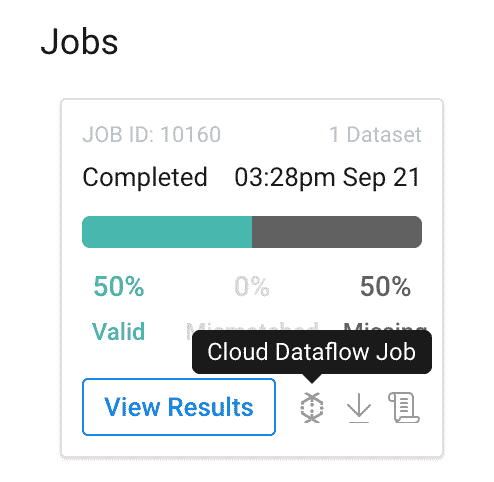 Jobs
JOB ID: 10160 1 Dataset
Completed 03:28pm Sep 21
50% 0% 50%
Valid Mismatched Missing
Cloud Dataflow Job
View Results